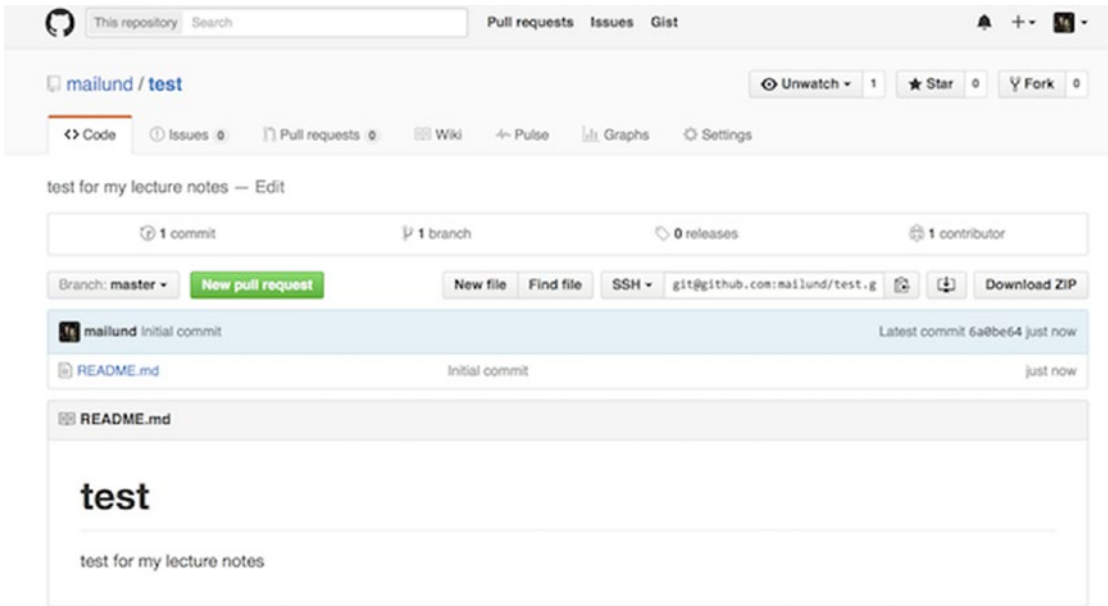 This repository Search Pull requests Issues Gist
mailund / test Unwatch 1 Star 0 Fork 0
Code Issues 0 Pull requests 0 Wiki Pulse Graphs Settings
test for my lecture notes — Edit
1 commit 1 branch 0 releases 1 contributor
Branch: master New pull request New file Find file SSH git@github.com:mailund/test.g Download ZIP
mailund Initial commit Latest commit 6a0be64 just now
README.md Initial commit just now
README.md
test
test for my lecture notes